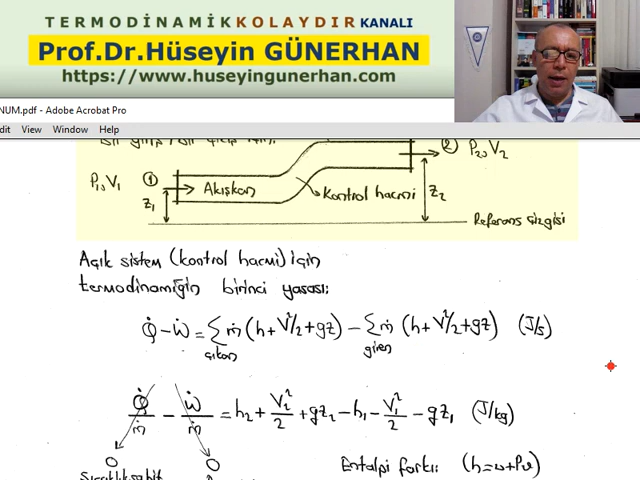 TERMODİNAMİKKOLAYDIR KANALI
Prof.Dr.Hüseyin GÜNERHAN
https://www.huseyingunerhan.com
NUM.pdf - Adobe Acrobat Pro
dit View Window Help
② P₂, V₂
P₁, V₁ ①
Z₁ Akışkan Kontrol hacmi Z₂
Referans çizgisi
Açık sistem (kontrol hacmi) için
termodinamiğin birinci yasası:
Q̇ - Ẇ = Σ ṁ (h + V²/2 + gz) - Σ ṁ (h + V²/2 + gz) (J/s)
çıkan giren
Q̇/ṁ - Ẇ/ṁ = h₂ + V₂²/2 + gz₂ - h₁ - V₁²/2 - gz₁ (J/kg)
0 0
Entalpi farkı: (h=u+Pv)